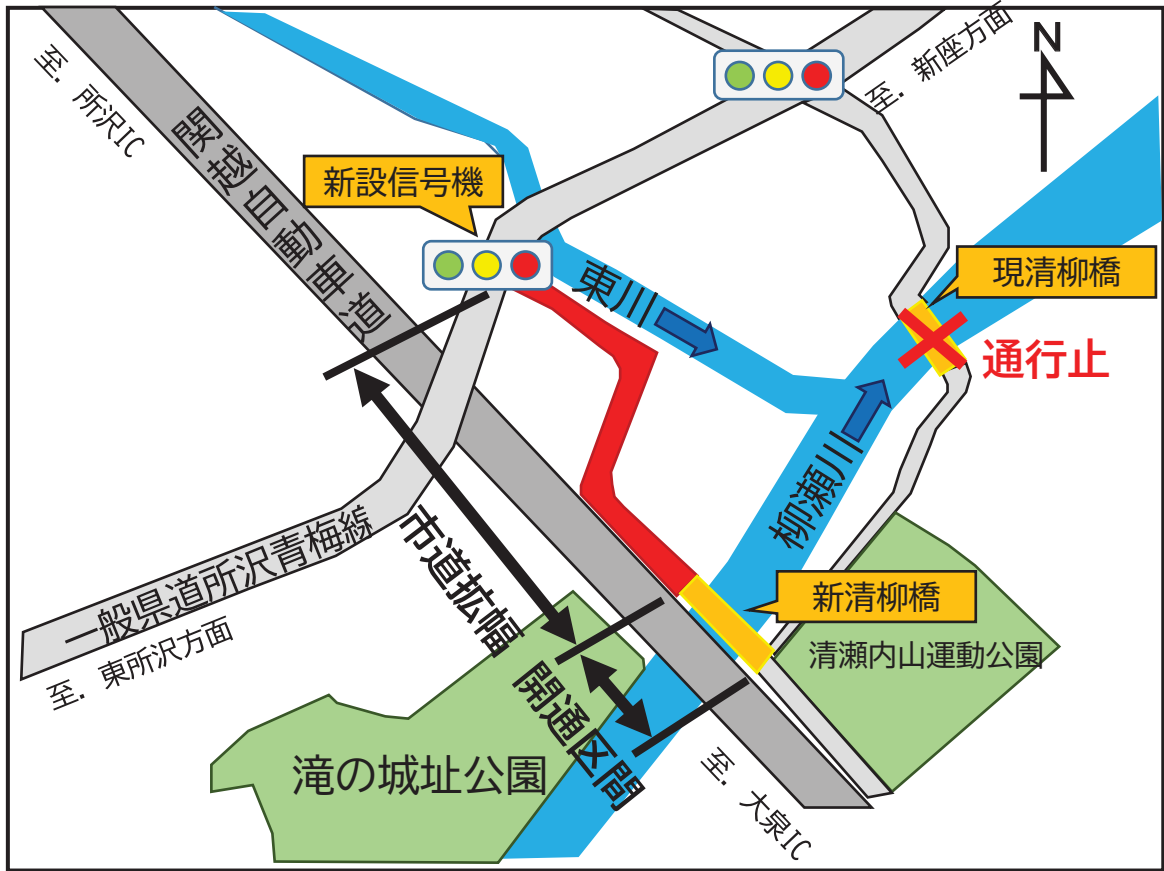 至．新座方面
N
至．所沢IC
関越自動車道
新設信号機
現清柳橋
東川
通行止
柳瀬川
一般県道所沢青梅線
市道拡幅
新清柳橋
至．東所沢方面
清瀬内山運動公園
開通区間
滝の城址公園
至．大泉IC